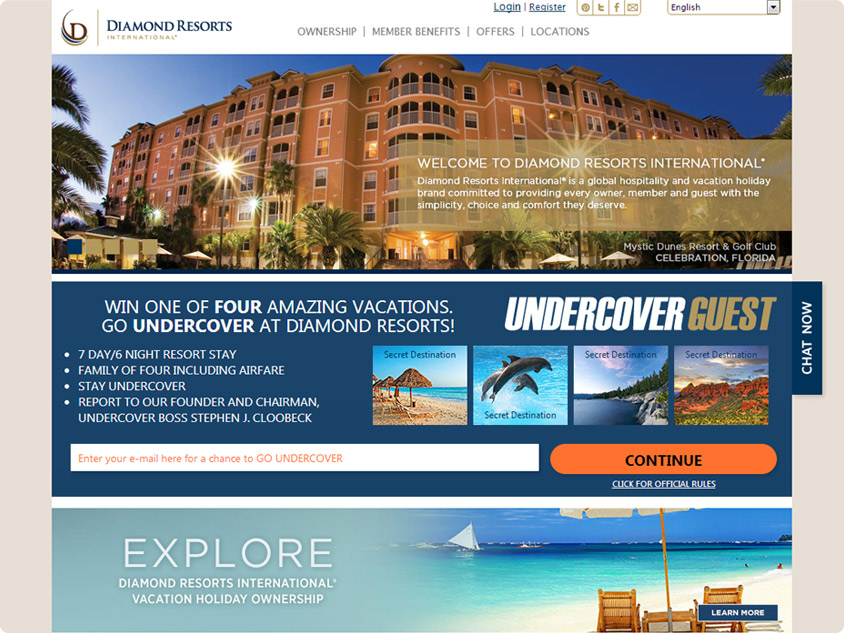 Login | Register
English
DIAMOND RESORTS
INTERNATIONAL®
OWNERSHIP | MEMBER BENEFITS | OFFERS | LOCATIONS
WELCOME TO DIAMOND RESORTS INTERNATIONAL®
Diamond Resorts International® is a global hospitality and vacation holiday
brand committed to providing every owner, member and guest with the
simplicity, choice and comfort they deserve.
Mystic Dunes Resort & Golf Club
CELEBRATION, FLORIDA
WIN ONE OF FOUR AMAZING VACATIONS.
GO UNDERCOVER AT DIAMOND RESORTS!
UNDERCOVER GUEST
• 7 DAY/6 NIGHT RESORT STAY
• FAMILY OF FOUR INCLUDING AIRFARE
• STAY UNDERCOVER
• REPORT TO OUR FOUNDER AND CHAIRMAN,
UNDERCOVER BOSS STEPHEN J. CLOOBECK
Secret Destination
Secret Destination
Secret Destination
Secret Destination
CHAT NOW
Enter your e-mail here for a chance to GO UNDERCOVER
CONTINUE
CLICK FOR OFFICIAL RULES
EXPLORE
DIAMOND RESORTS INTERNATIONAL®
VACATION HOLIDAY OWNERSHIP
LEARN MORE